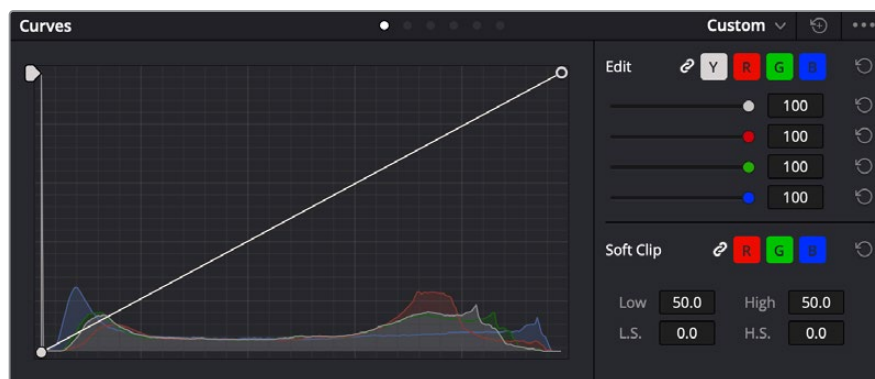 Curves
Custom
Edit
Y
R
G
B
100
100
100
100
Soft Clip
R
G
B
Low 50.0 High 50.0
L.S. 0.0 H.S. 0.0